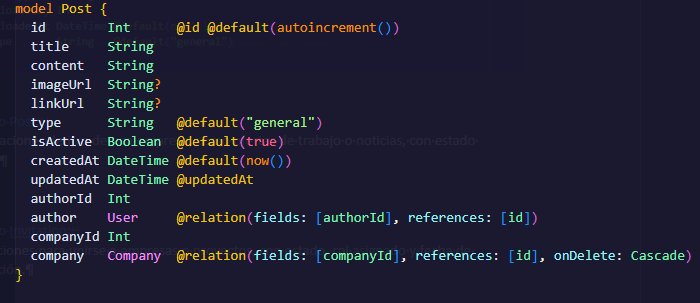 model Post {
  id        Int      @id @default(autoincrement())
  title     String
  content   String
  imageUrl  String?
  linkUrl   String?
  type      String   @default("general")
  isActive  Boolean  @default(true)
  createdAt DateTime @default(now())
  updatedAt DateTime @updatedAt
  authorId  Int
  author    User     @relation(fields: [authorId], references: [id])
  companyId Int
  company   Company  @relation(fields: [companyId], references: [id], onDelete: Cascade)
}